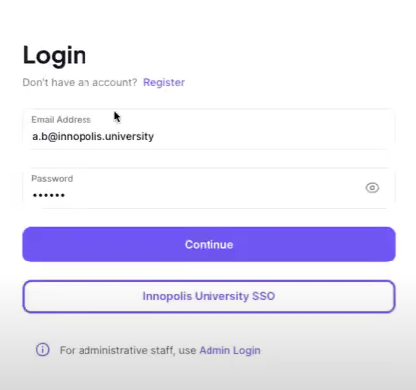 Login
Don't have an account? Register
Email Address
a.b@innopolis.university
Password
••••••
Continue
Innopolis University SSO
For administrative staff, use Admin Login